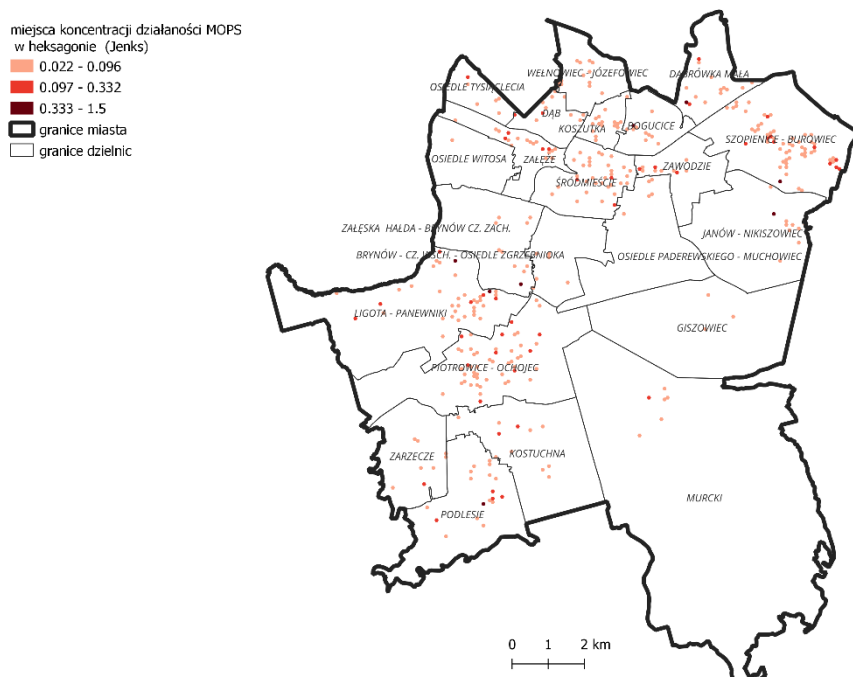 miejsca koncentracji działaności MOPS
w heksagonie (Jenks)
0.022 - 0.096
0.097 - 0.332
0.333 - 1.5
granice miasta
granice dzielnic
WEŁNOWIEC - JÓZEFOWIEC
DĄBRÓWKA MAŁA
OSIEDLE TYSIĄCLECIA
DĄB
KOSZUTKA
BOGUCICE
SZOPIENICE - BUROWIEC
OSIEDLE WITOSA
ZAŁĘŻE
ZAWODZIE
ŚRÓDMIEŚCIE
ZAŁĘSKA HAŁDA - BRYNÓW CZ. ZACH.
JANÓW - NIKISZOWIEC
BRYNÓW - CZ. WSCH. - OSIEDLE ZGRZEBNIOKA
OSIEDLE PADEREWSKIEGO - MUCHOWIEC
LIGOTA - PANEWNIKI
GISZOWIEC
PIOTROWICE - OCHOJEC
ZARZECZE
KOSTUCHNA
MURCKI
PODLESIE
0 1 2 km